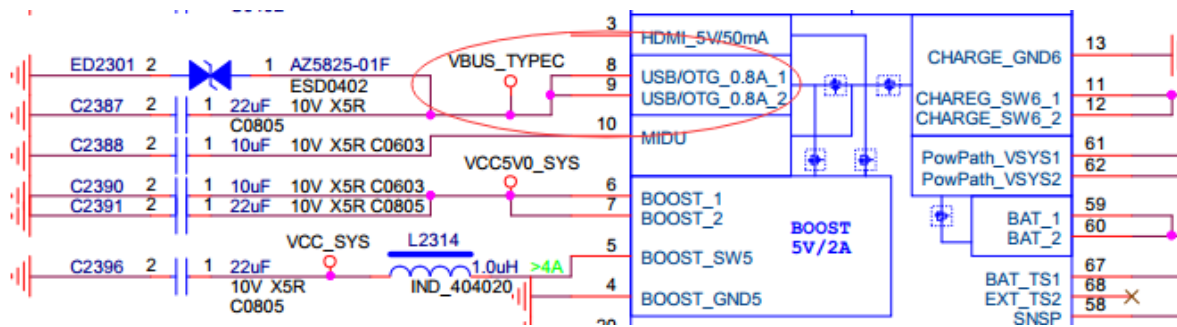 3
HDMI_5V/50mA
CHARGE_GND6 13
ED2301 2 1 AZ5825-01F
ESD0402
VBUS_TYPEC
8 USB/OTG_0.8A_1
9 USB/OTG_0.8A_2
CHAREG_SW6_1 11
CHARGE_SW6_2 12
C2387 2 1 22uF 10V X5R
C0805
10
MIDU
C2388 2 1 10uF 10V X5R C0603
VCC5V0_SYS
PowPath_VSYS1 61
PowPath_VSYS2 62
C2390 2 1 10uF 10V X5R C0603
C2391 2 1 22uF 10V X5R C0805
6 BOOST_1
7 BOOST_2
BOOST
5V/2A
BAT_1 59
BAT_2 60
VCC_SYS
L2314
5
BOOST_SW5
C2396 2 1 22uF
10V X5R
C0805
1.0uH >4A
IND_404020
4 BOOST_GND5
BAT_TS1 67
EXT_TS2 68
SNSP 58